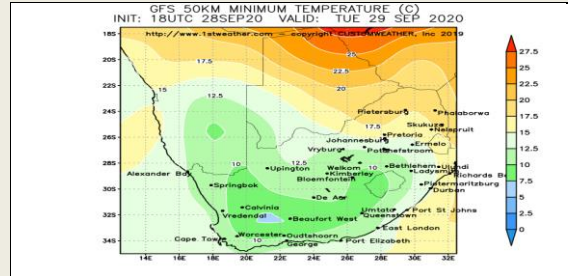 GFS 50KM MINIMUM TEMPERATURE (C)
INIT: 18UTC 28SEP20 VALID: TUE 29 SEP 2020
http://www.1stweather.com — copyright CUSTOMWEATHER, Inc 2019
18S
20S
22S
24S
26S
28S
30S
32S
34S
14E 16E 18E 20E 22E 24E 26E 28E 30E 32E
27.5
25
22.5
20
17.5
15
12.5
10
7.5
5
2.5
0
25
17.5
22.5
15
20
12.5
17.5
10
12.5
10
10
Pietersburg
Phalaborwa
Skukuza
Nelspruit
Pretoria
Johannesburg
Ermelo
Vryburg
Potchefstroom
Welkom
Bethlehem
Ulundi
Alexander Bay
Upington
Kimberley
Ladysmith
Richards B
Bloemfontein
Springbok
Pietermaritzburg
Durban
De Aar
Calvinia
Umtata
Port St Johns
Vredendal
Beaufort West
Queenstown
East London
Worcester
Oudtshoorn
Cape Town
George
Port Elizabeth